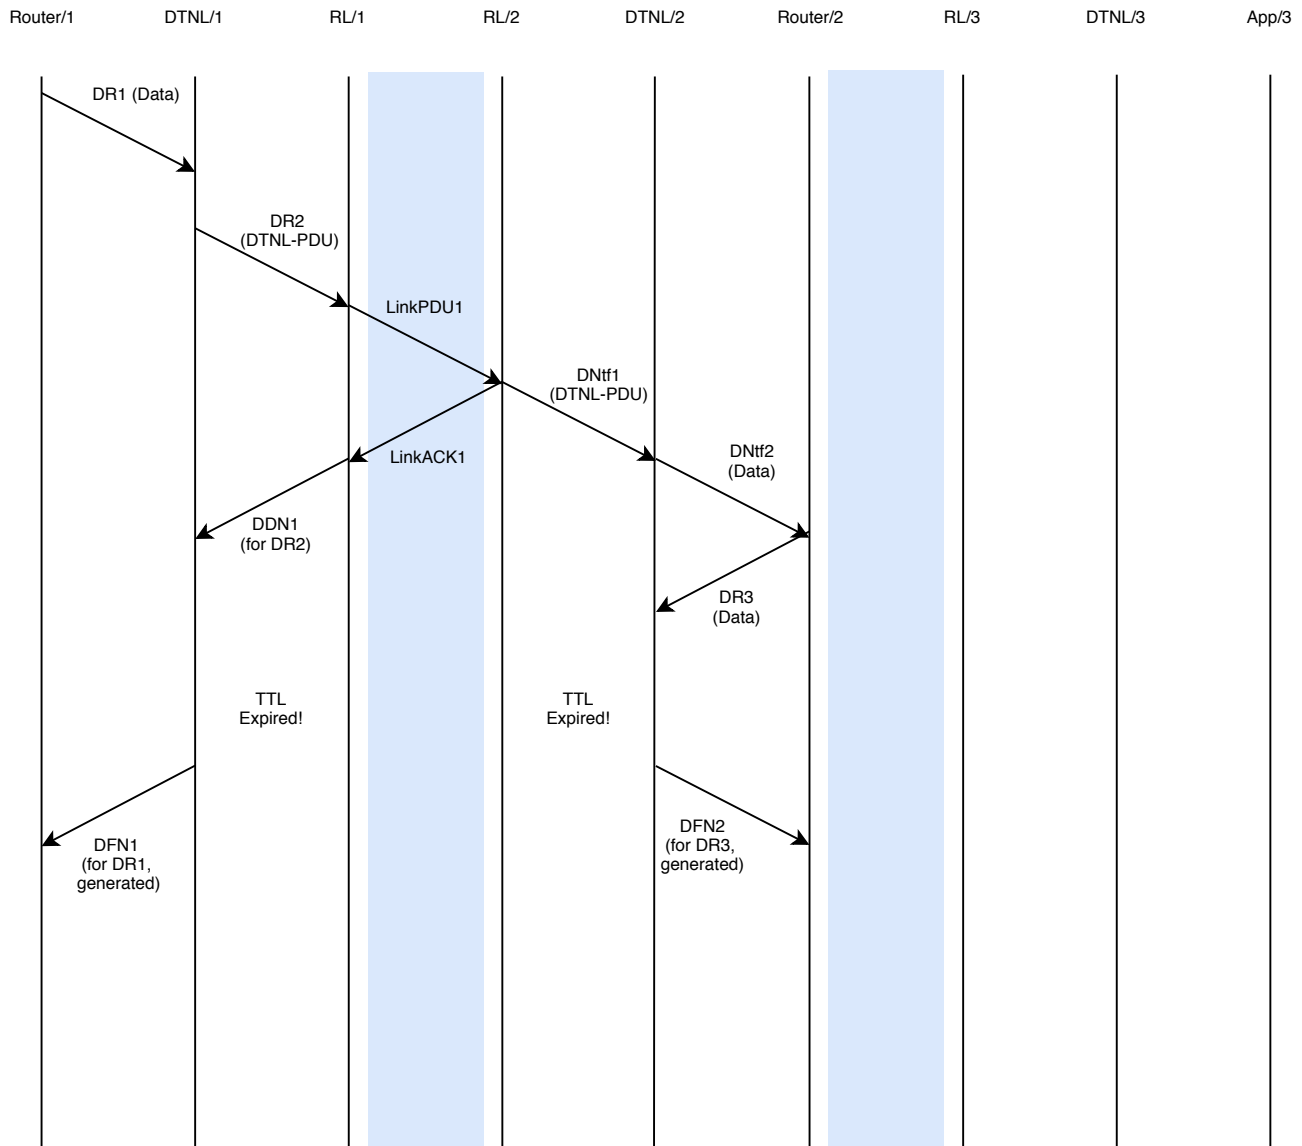 Router/1 DTNL/1 RL/1 RL/2 DTNL/2 Router/2 RL/3 DTNL/3 App/3
DR1 (Data)
DR2
(DTNL-PDU)
LinkPDU1
DNtf1
(DTNL-PDU)
DNtf2
(Data)
LinkACK1
DDN1
(for DR2)
DR3
(Data)
TTL
Expired!
TTL
Expired!
DFN1
(for DR1,
generated)
DFN2
(for DR3,
generated)